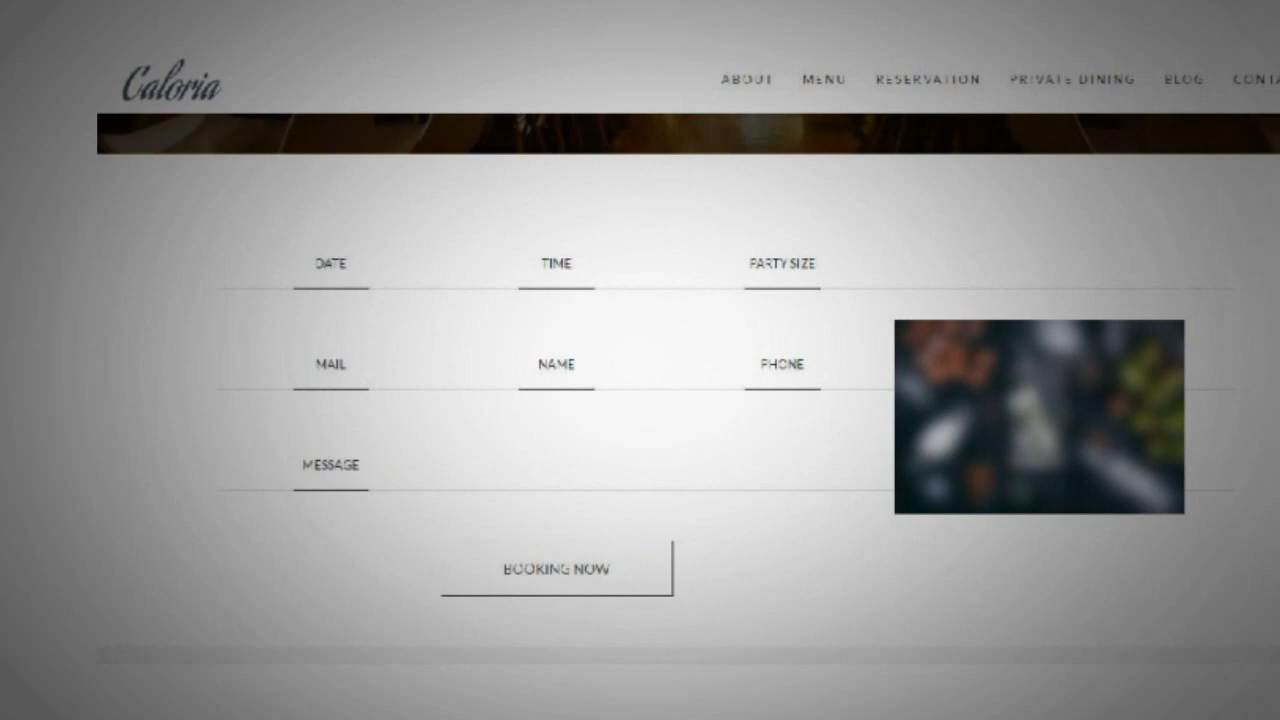 Caloria
ABOUT MENU RESERVATION PRIVATE DINING BLOG
DATE TIME PARTY SIZE
MAIL NAME PHONE
MESSAGE
BOOKING NOW